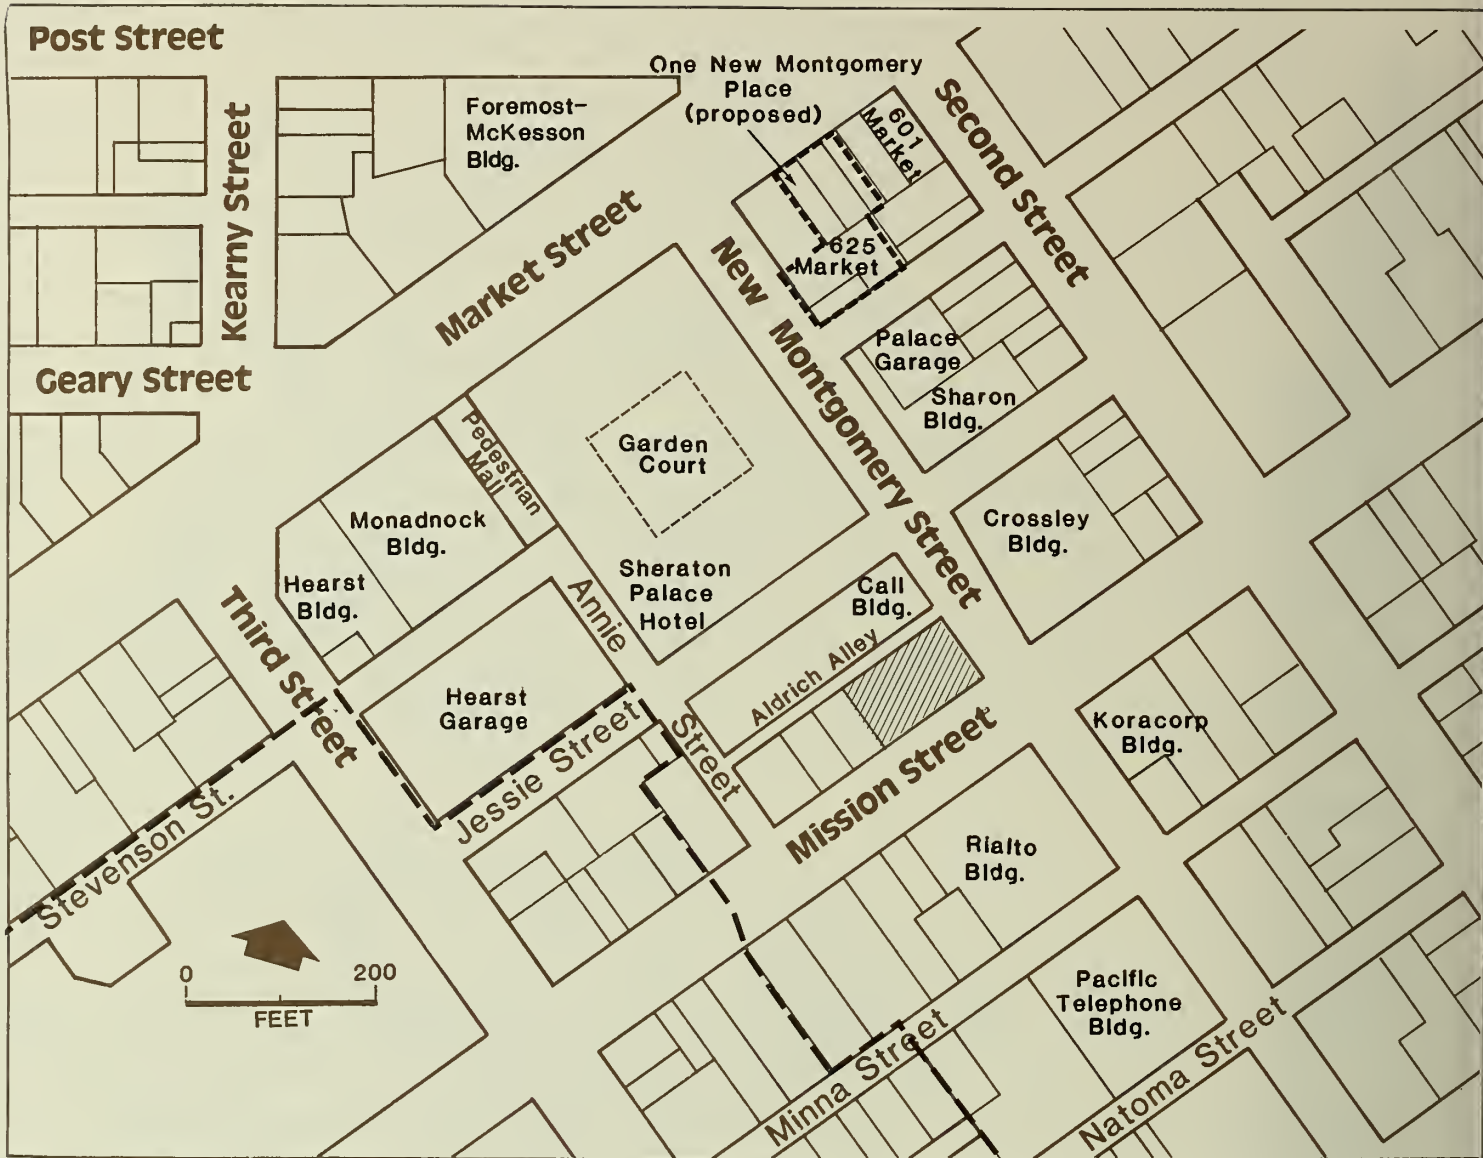 Post Street
Kearny Street
Foremost-
McKesson
Bldg.
One New Montgomery
Place
(proposed)
601
Market
Second Street
625
Market
Market Street
New Montgomery Street
Geary Street
Palace
Garage
Sharon
Bldg.
Garden
Court
Pedestrian
Mall
Monadnock
Bldg.
Crossley
Bldg.
Hearst
Bldg.
Sheraton
Palace
Hotel
Annie
Street
Call
Bldg.
Third Street
Aldrich Alley
Hearst
Garage
Jessie Street
Koracorp
Bldg.
Mission Street
Stevenson St.
Rialto
Bldg.
0 200
FEET
Pacific
Telephone
Bldg.
Minna Street
Natoma Street